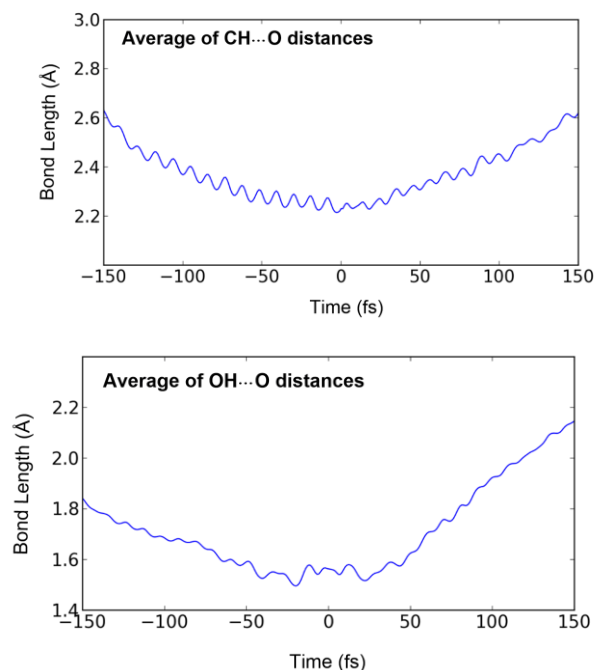 Average of CH···O distances
Bond Length (Å)
3.0
2.8
2.6
2.4
2.2
−150 −100 −50 0 50 100 150
Time (fs)
Average of OH···O distances
Bond Length (Å)
2.2
2.0
1.8
1.6
1.4
−150 −100 −50 0 50 100 150
Time (fs)